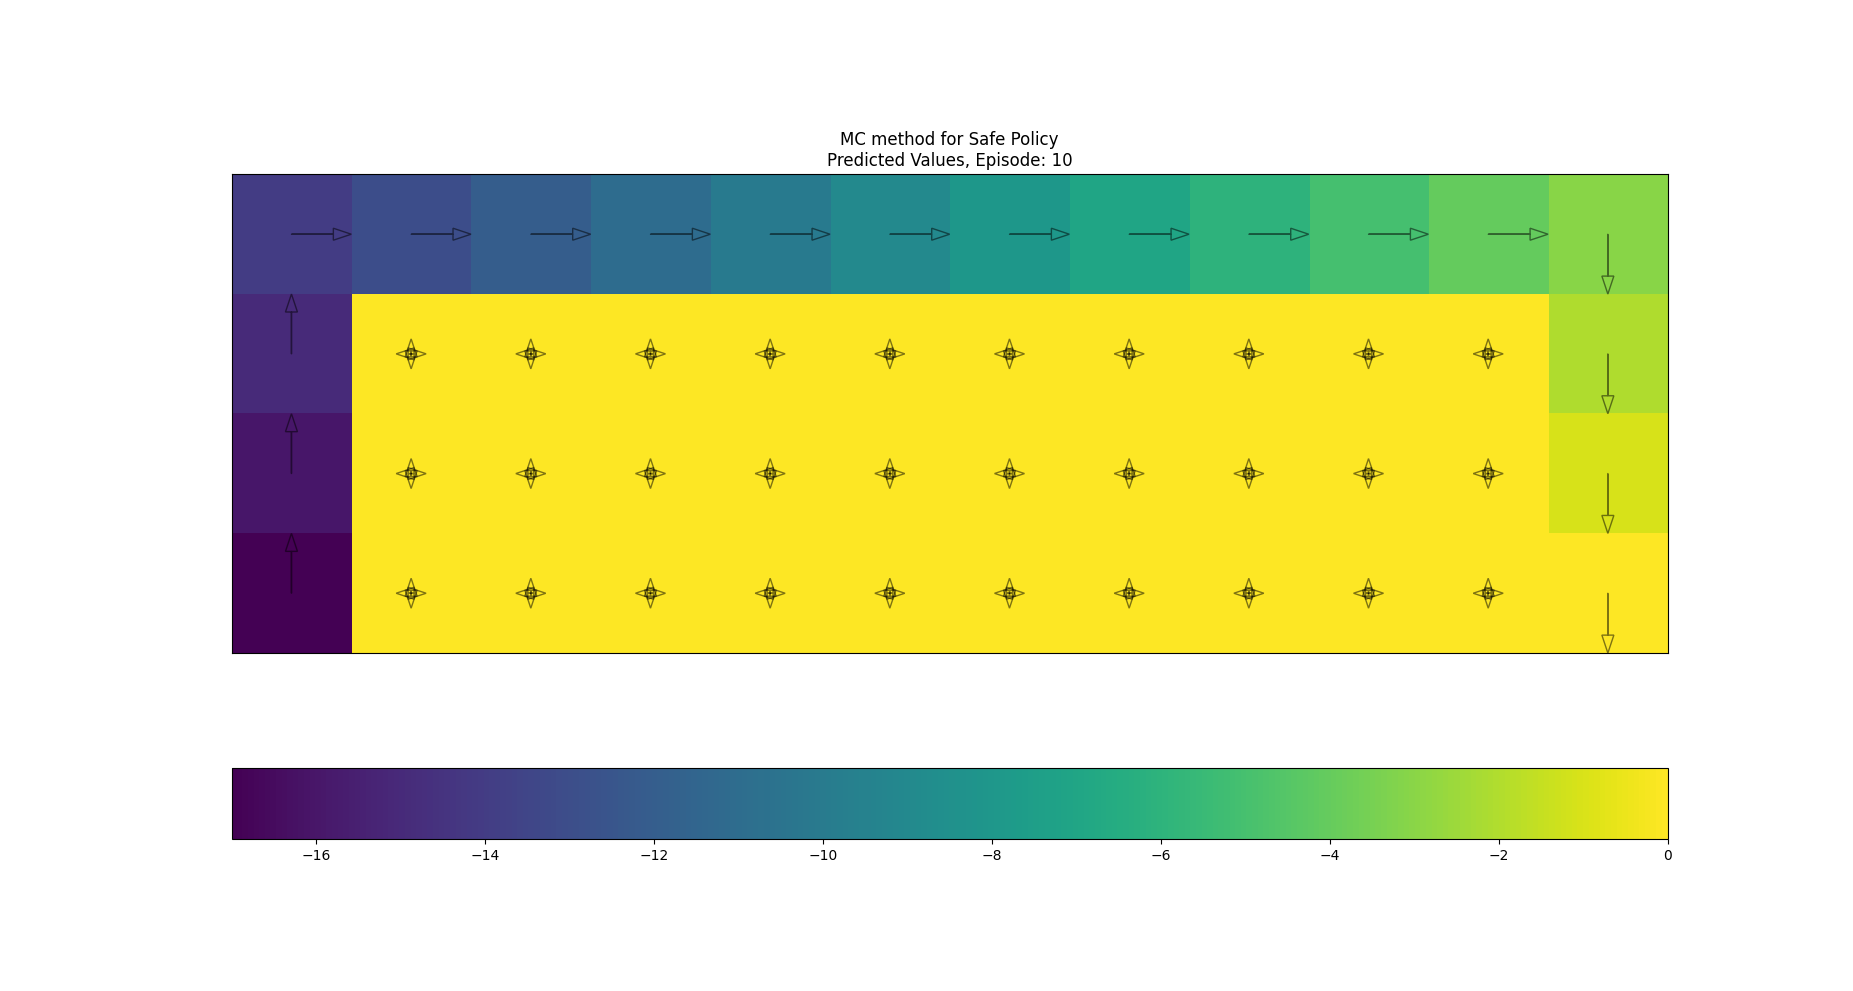 MC method for Safe Policy
Predicted Values, Episode: 10
−16 −14 −12 −10 −8 −6 −4 −2 0